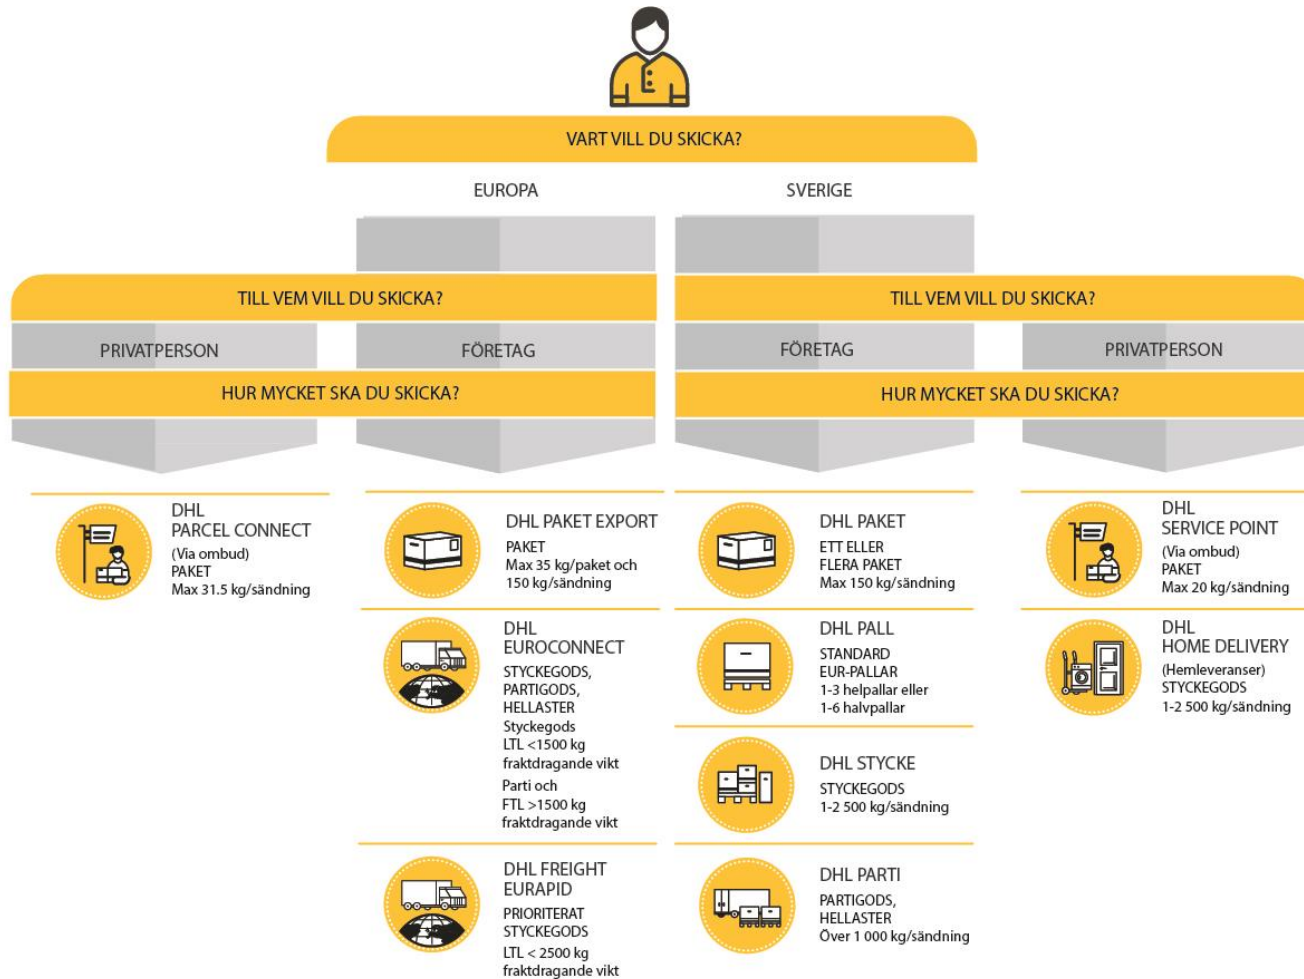 VART VILL DU SKICKA?
EUROPA
SVERIGE
TILL VEM VILL DU SKICKA?
TILL VEM VILL DU SKICKA?
PRIVATPERSON
FÖRETAG
FÖRETAG
PRIVATPERSON
HUR MYCKET SKA DU SKICKA?
HUR MYCKET SKA DU SKICKA?
DHL
PARCEL CONNECT
(Via ombud)
PAKET
Max 31.5 kg/sändning
DHL PAKET EXPORT
PAKET
Max 35 kg/paket och
150 kg/sändning
DHL
EUROCONNECT
STYCKEGODS,
PARTIGODS,
HELLASTER
Styckegods
LTL <1500 kg
fraktdragande vikt
Parti och
FTL >1500 kg
fraktdragande vikt
DHL FREIGHT
EURAPID
PRIORITERAT
STYCKEGODS
LTL < 2500 kg
fraktdragande vikt
DHL PAKET
ETT ELLER
FLERA PAKET
Max 150 kg/sändning
DHL PALL
STANDARD
EUR-PALLAR
1-3 helpallar eller
1-6 halvpallar
DHL STYCKE
STYCKEGODS
1-2 500 kg/sändning
DHL PARTI
PARTIGODS,
HELLASTER
Över 1 000 kg/sändning
DHL
SERVICE POINT
(Via ombud)
PAKET
Max 20 kg/sändning
DHL
HOME DELIVERY
(Hemleveranser)
STYCKEGODS
1-2 500 kg/sändning